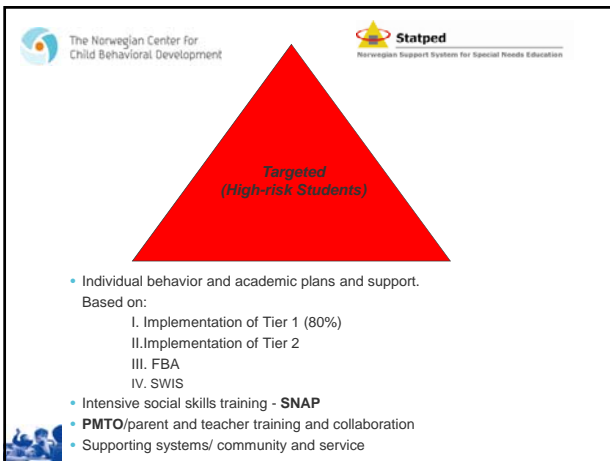 The Norwegian Center for
Child Behavioral Development
Statped
Norwegian Support System for Special Needs Education
Targeted
(High-risk Students)
• Individual behavior and academic plans and support.
Based on:
I. Implementation of Tier 1 (80%)
II.Implementation of Tier 2
III. FBA
IV. SWIS
• Intensive social skills training - SNAP
• PMTO/parent and teacher training and collaboration
• Supporting systems/ community and service